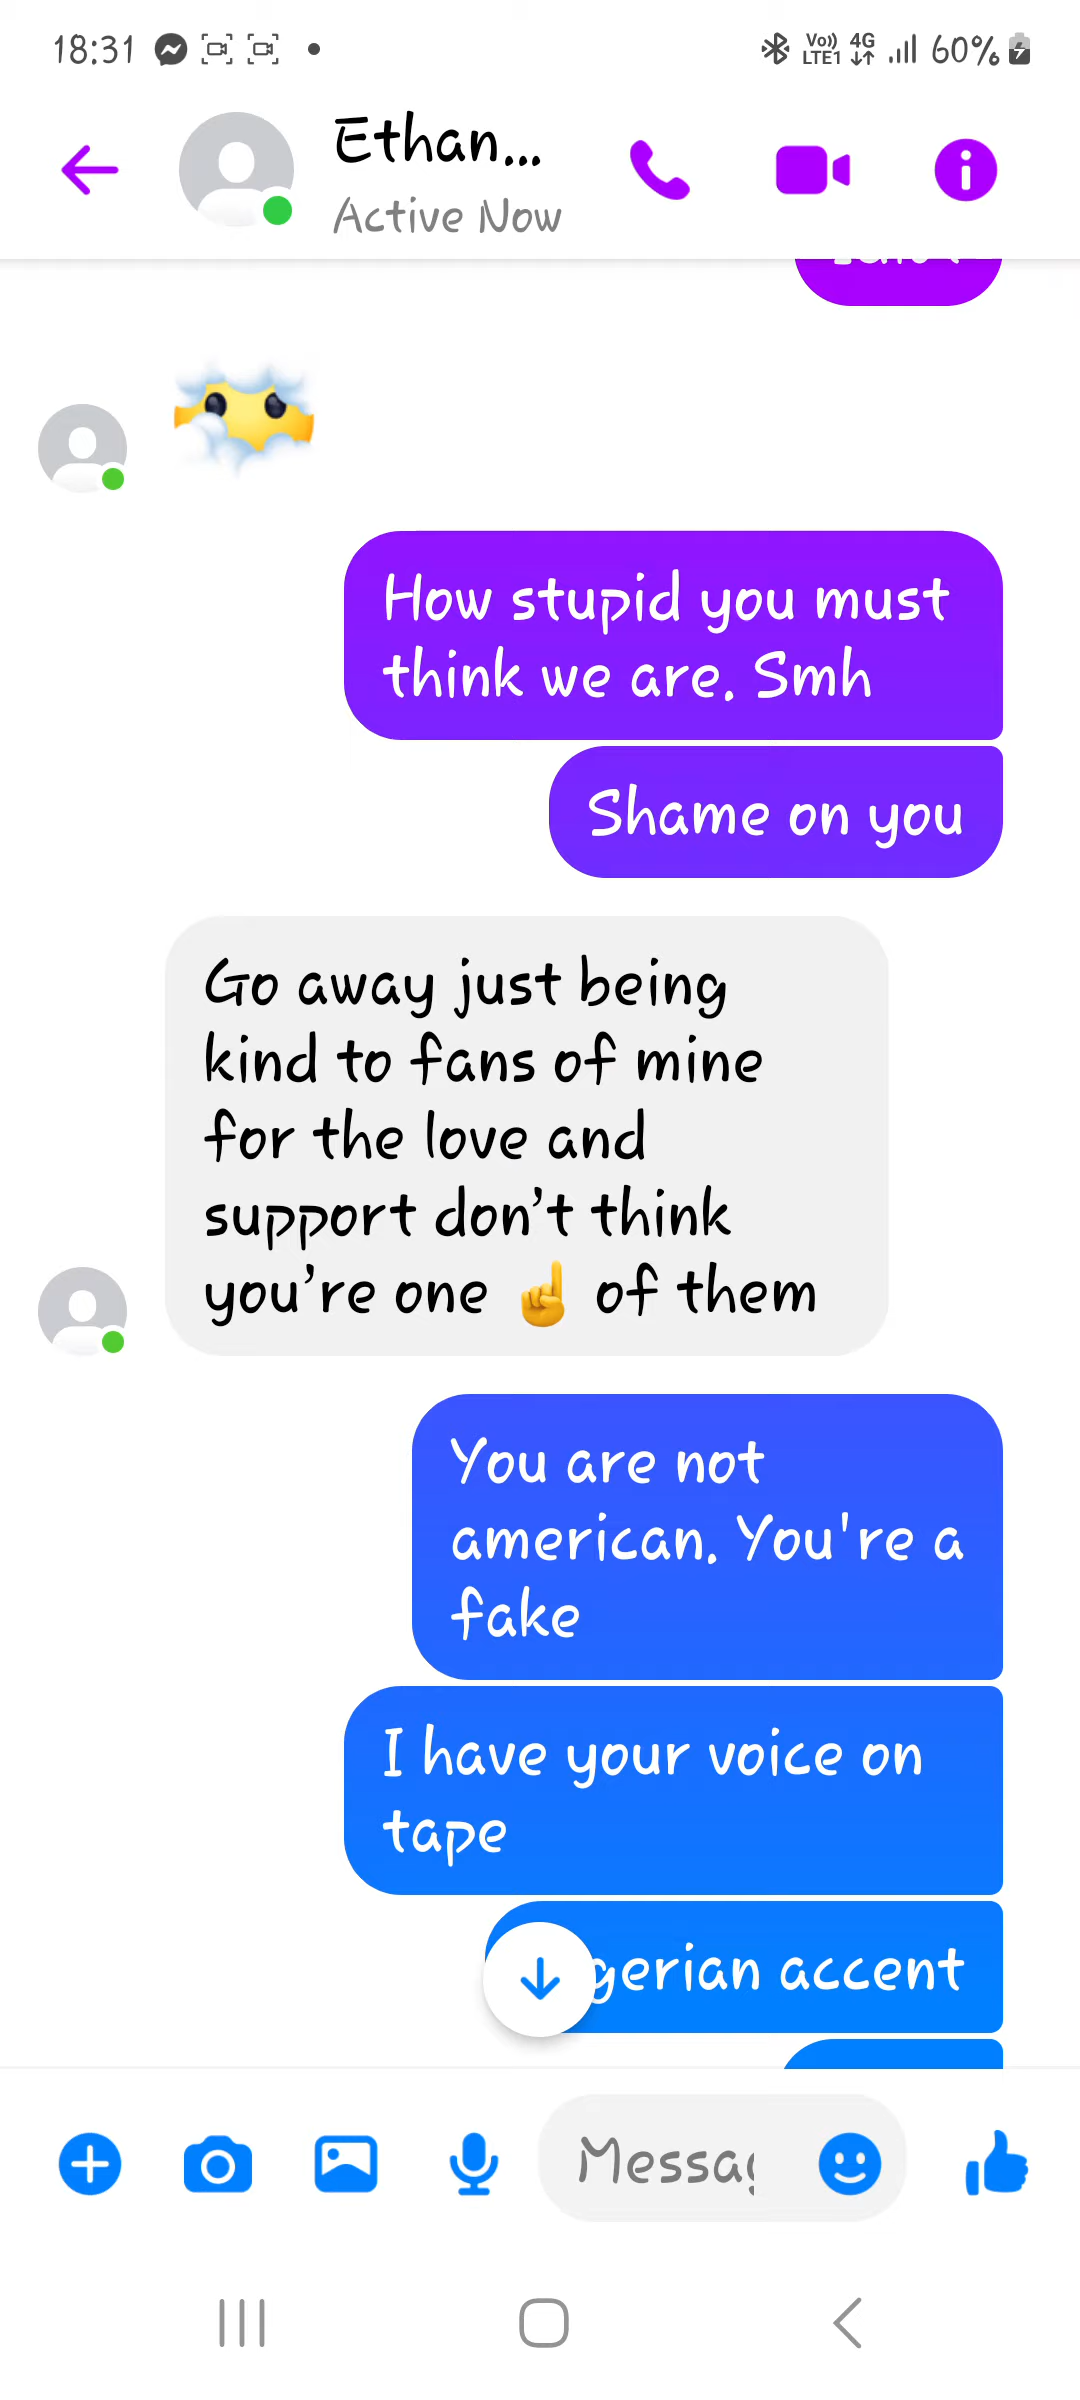 18:31
Vo)) LTE1 4G 60%
Ethan...
Active Now
How stupid you must
think we are. Smh
Shame on you
Go away just being
kind to fans of mine
for the love and
support don't think
you're one ☝ of them
You are not
american. You're a
fake
I have your voice on
tape
accent